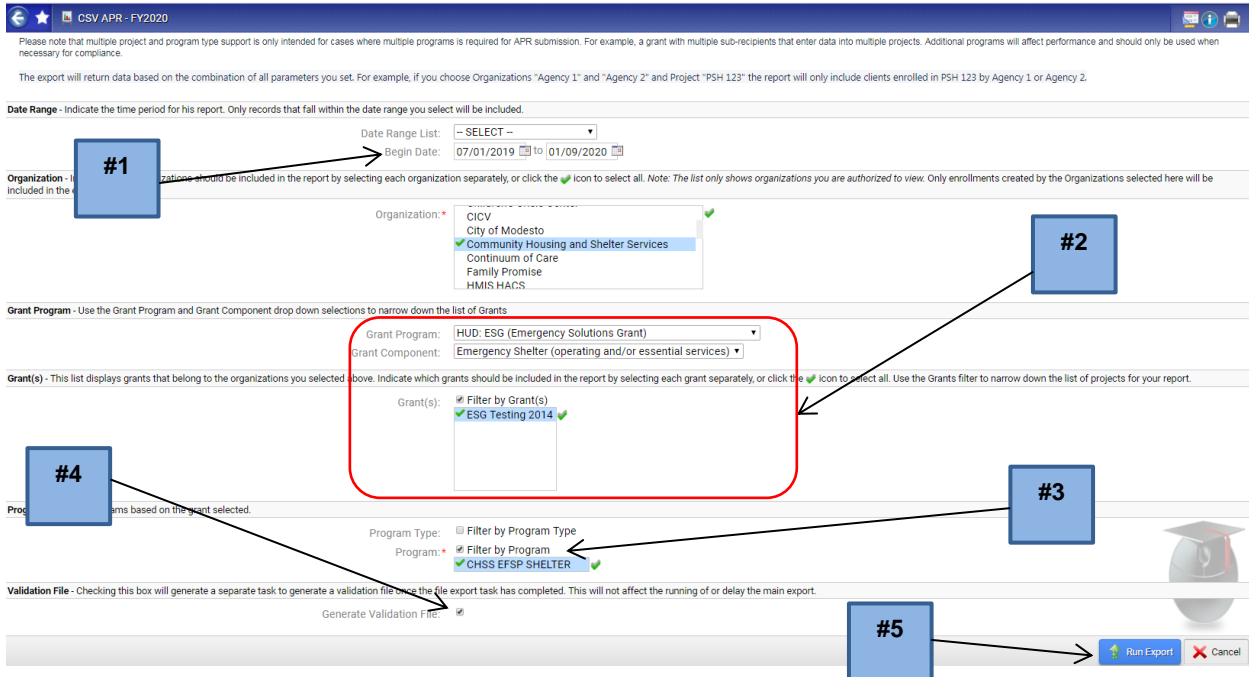 CSV APR - FY2020
Please note that multiple project and program type support is only intended for cases where multiple programs is required for APR submission. For example, a grant with multiple sub-recipients that enter data into multiple projects. Additional programs will affect performance and should only be used when
necessary for compliance.
The export will return data based on the combination of all parameters you set. For example, if you choose Organizations "Agency 1" and "Agency 2" and Project "PSH 123" the report will only include clients enrolled in PSH 123 by Agency 1 or Agency 2.
Date Range - Indicate the time period for his report. Only records that fall within the date range you select will be included.
Date Range List: -- SELECT --
#1
Begin Date: 07/01/2019 to 01/09/2020
Organization - should be included in the report by selecting each organization separately, or click the icon to select all. Note: The list only shows organizations you are authorized to view. Only enrollments created by the Organizations selected here will be
included in the
Organization:*
CICV
City of Modesto
Community Housing and Shelter Services
#2
Continuum of Care
Family Promise
HMIS HACS
Grant Program - Use the Grant Program and Grant Component drop down selections to narrow down the list of Grants
Grant Program: HUD: ESG (Emergency Solutions Grant)
Grant Component: Emergency Shelter (operating and/or essential services)
Grant(s) - This list displays grants that belong to the organizations you selected above. Indicate which grants should be included in the report by selecting each grant separately, or click the icon to select all. Use the Grants filter to narrow down the list of projects for your report.
Grant(s): Filter by Grant(s)
ESG Testing 2014
#4
#3
based on the grant selected.
Program Type: Filter by Program Type
Program:* Filter by Program
CHSS EFSP SHELTER
Validation File - Checking this box will generate a separate task to generate a validation file once the file export task has completed. This will not affect the running of or delay the main export.
Generate Validation File:
#5
Run Export Cancel